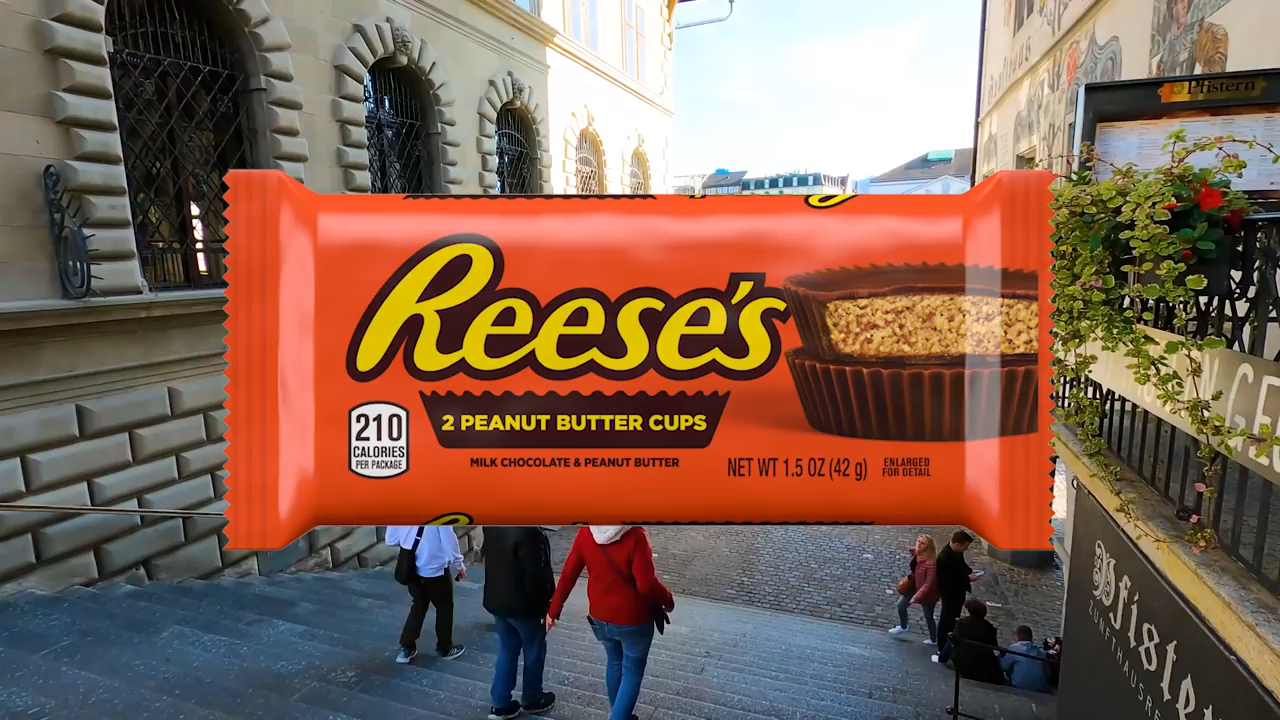 Pfistern
Reese's
2 PEANUT BUTTER CUPS
210
CALORIES
PER PACKAGE
MILK CHOCOLATE & PEANUT BUTTER
NET WT 1.5 OZ (42 g)
ENLARGED
FOR DETAIL